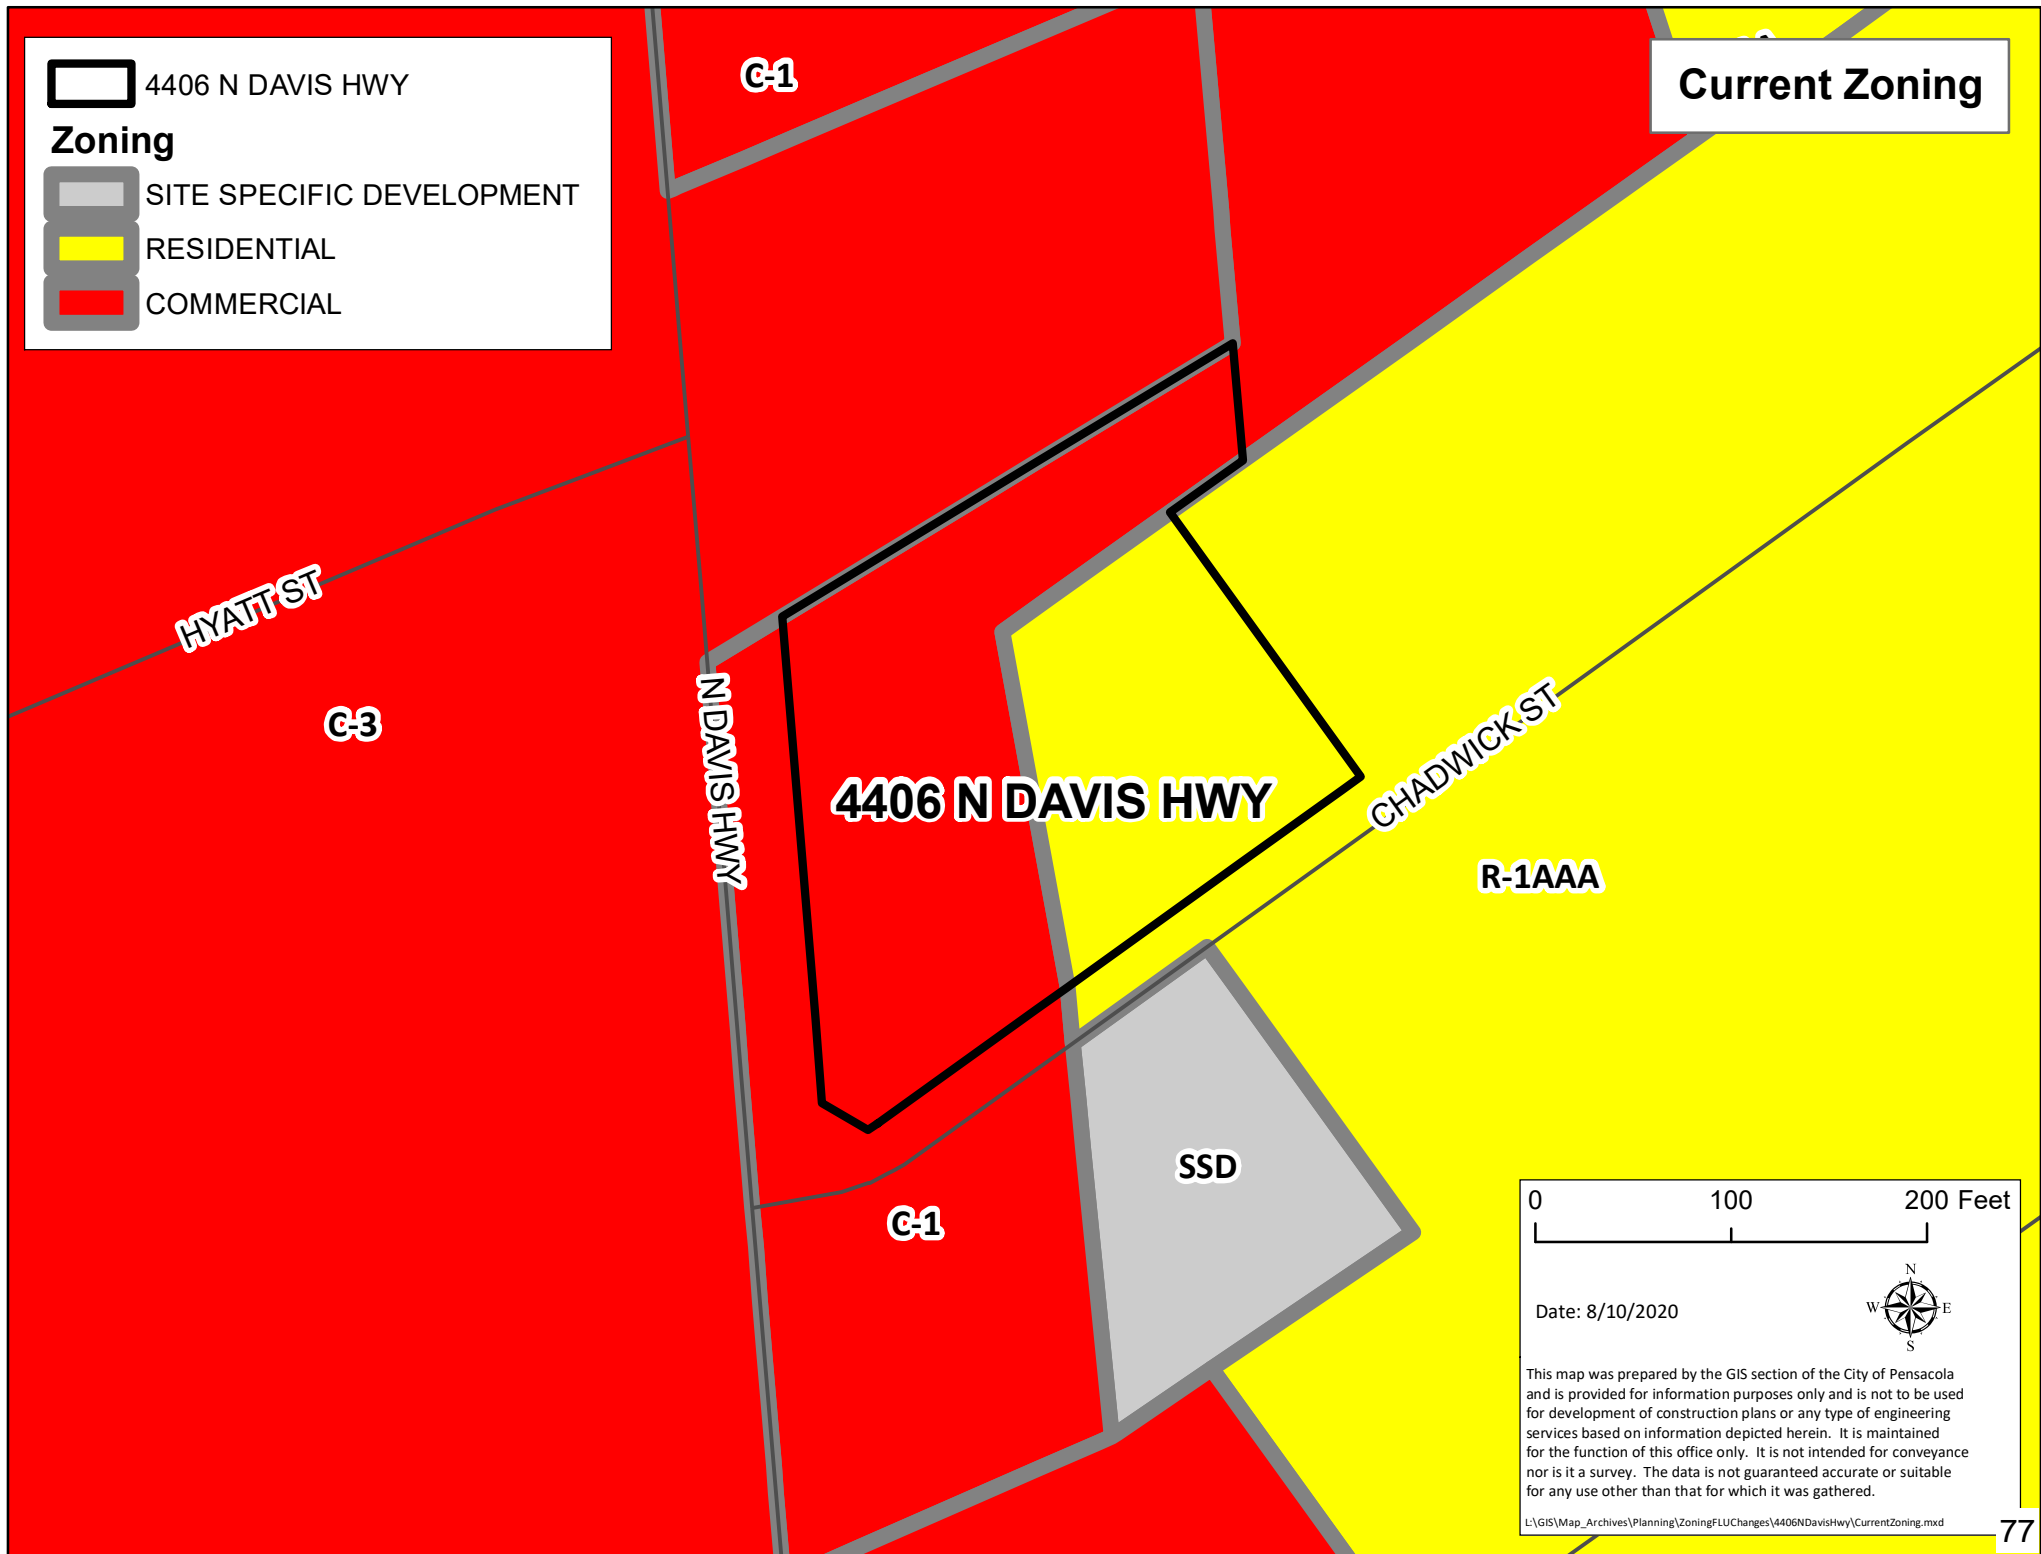 4406 N DAVIS HWY
Zoning
SITE SPECIFIC DEVELOPMENT
RESIDENTIAL
COMMERCIAL
C-1
Current Zoning
HYATT ST
C-3
N DAVIS HWY
4406 N DAVIS HWY
CHADWICK ST
R-1AAA
SSD
C-1
0 100 200 Feet
N
W E
S
Date: 8/10/2020
This map was prepared by the GIS section of the City of Pensacola
and is provided for information purposes only and is not to be used
for development of construction plans or any type of engineering
services based on information depicted herein. It is maintained
for the function of this office only. It is not intended for conveyance
nor is it a survey. The data is not guaranteed accurate or suitable
for any use other than that for which it was gathered.
L:\GIS\Map_Archives\Planning\ZoningFLUChanges\4406NDavisHwy\CurrentZoning.mxd
77